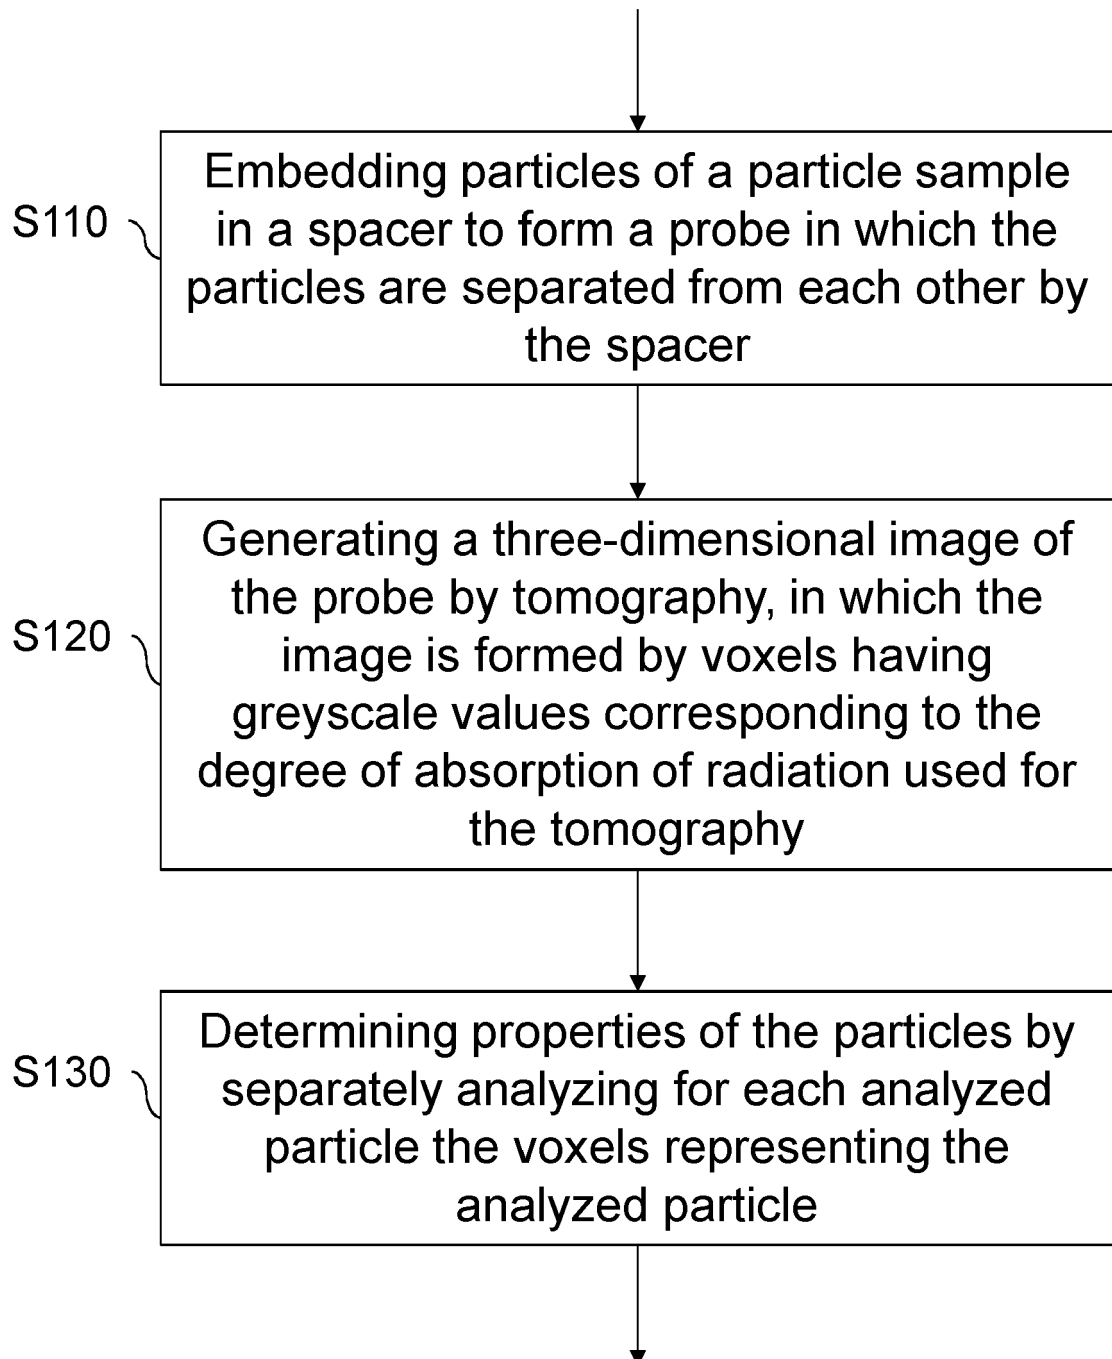 Embedding particles of a particle sample
S110
in a spacer to form a probe in which the
particles are separated from each other by
the spacer
Generating a three-dimensional image of
the probe by tomography, in which the
S120
image is formed by voxels having
greyscale values corresponding to the
degree of absorption of radiation used for
the tomography
Determining properties of the particles by
S130
separately analyzing for each analyzed
particle the voxels representing the
analyzed particle